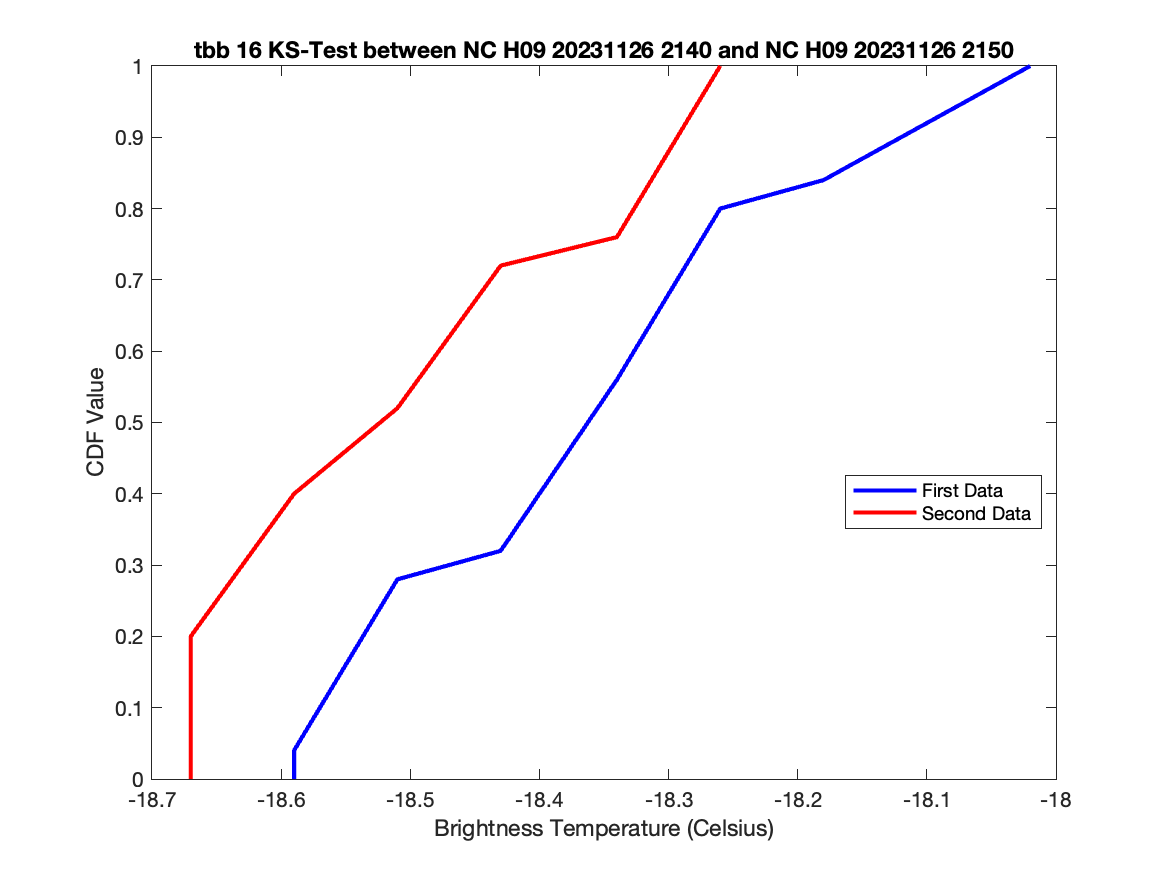 tbb 16 KS-Test between NC H09 20231126 2140 and NC H09 20231126 2150
1
0.9
0.8
0.7
0.6
0.5
0.4
0.3
0.2
0.1
0
CDF Value
First Data
Second Data
-18.7 -18.6 -18.5 -18.4 -18.3 -18.2 -18.1 -18
Brightness Temperature (Celsius)